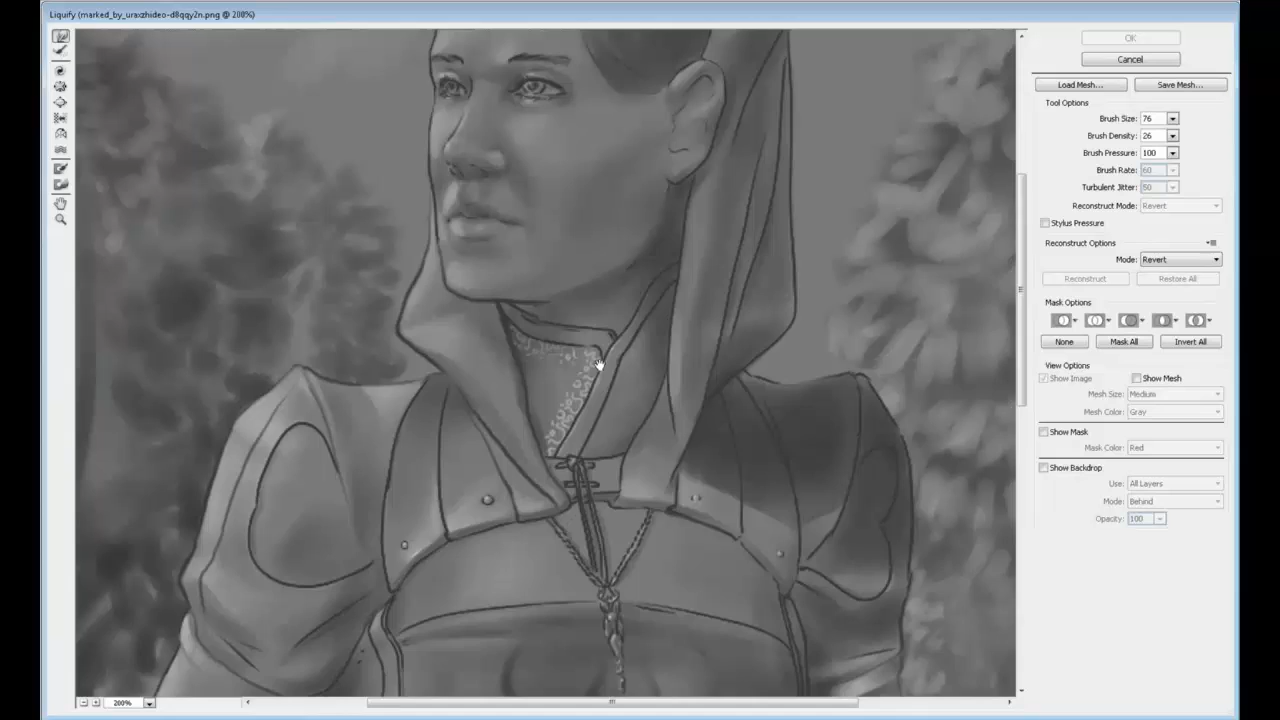 Liquify (marked_by_uraxzhideo-d8qqy2n.png @ 200%)
OK
Cancel
Load Mesh... Save Mesh...
Tool Options
Brush Size: 76
Brush Density: 26
Brush Pressure: 100
Brush Rate: 60
Turbulent Jitter: 50
Reconstruct Mode: Revert
Stylus Pressure
Reconstruct Options
Mode: Revert
Reconstruct Restore All
Mask Options
None Mask All Invert All
View Options
Show Image Show Mesh
Mesh Size: Medium
Mesh Color: Gray
Show Mask
Mask Color: Red
Show Backdrop
Use: All Layers
Mode: Behind
Opacity: 100
200%